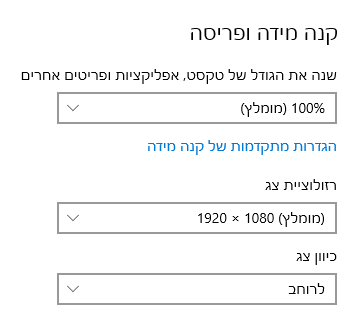 קנה מידה ופריסה
שנה את הגודל של טקסט, אפליקציות ופריטים אחרים
100% (מומלץ)
הגדרות מתקדמות של קנה מידה
רזולוציית צג
1920 × 1080 (מומלץ)
כיוון צג
לרוחב